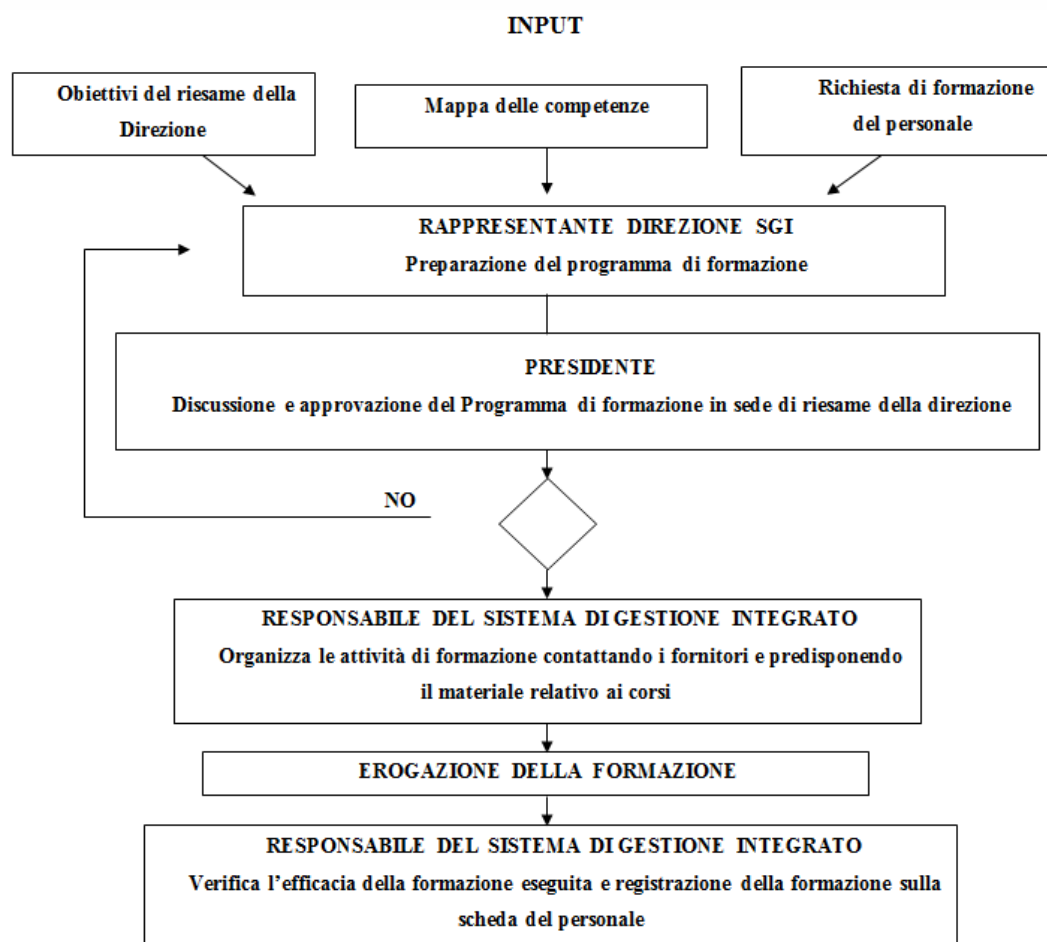 INPUT
Obiettivi del riesame della
Direzione
Mappa delle competenze
Richiesta di formazione
del personale
RAPPRESENTANTE DIREZIONE SGI
Preparazione del programma di formazione
PRESIDENTE
Discussione e approvazione del Programma di formazione in sede di riesame della direzione
NO
RESPONSABILE DEL SISTEMA DI GESTIONE INTEGRATO
Organizza le attività di formazione contattando i fornitori e predisponendo
il materiale relativo ai corsi
EROGAZIONE DELLA FORMAZIONE
RESPONSABILE DEL SISTEMA DI GESTIONE INTEGRATO
Verifica l'efficacia della formazione eseguita e registrazione della formazione sulla
scheda del personale